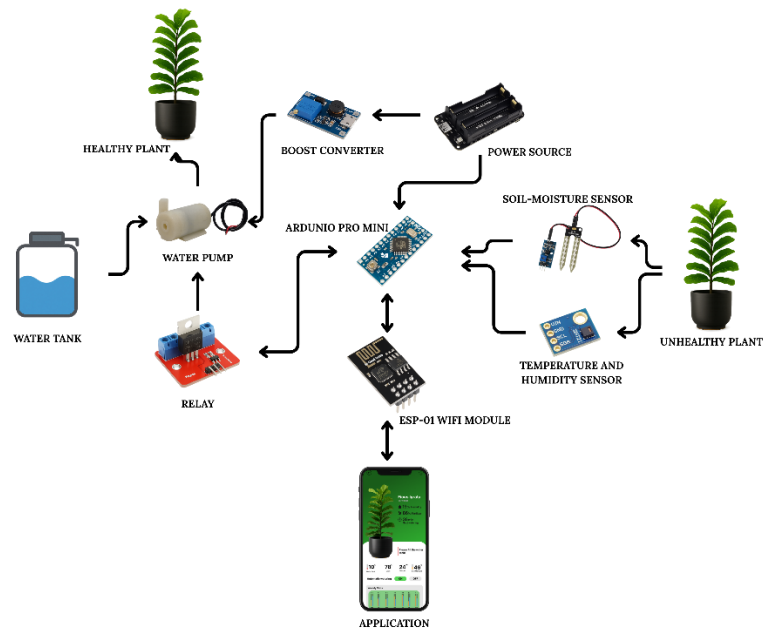 HEALTHY PLANT
BOOST CONVERTER
POWER SOURCE
SOIL-MOISTURE SENSOR
ARDUNIO PRO MINI
WATER PUMP
WATER TANK
UNHEALTHY PLANT
TEMPERATURE AND
HUMIDITY SENSOR
RELAY
ESP-01 WIFI MODULE
APPLICATION